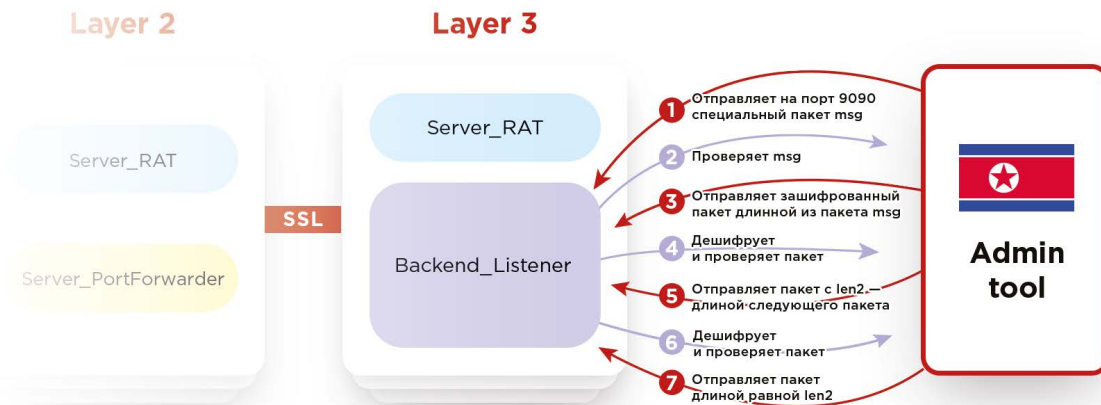 Layer 2
Layer 3
Server_RAT
Server_PortForwarder
SSL
Server_RAT
Backend_Listener
1 Отправляет на порт 9090
специальный пакет msg
2 Проверяет msg
3 Отправляет зашифрованный
пакет длинной из пакета msg
4 Дешифрует
и проверяет пакет
5 Отправляет пакет с len2 —
длиной следующего пакета
6 Дешифрует
и проверяет пакет
7 Отправляет пакет
длиной равной len2
Admin
tool